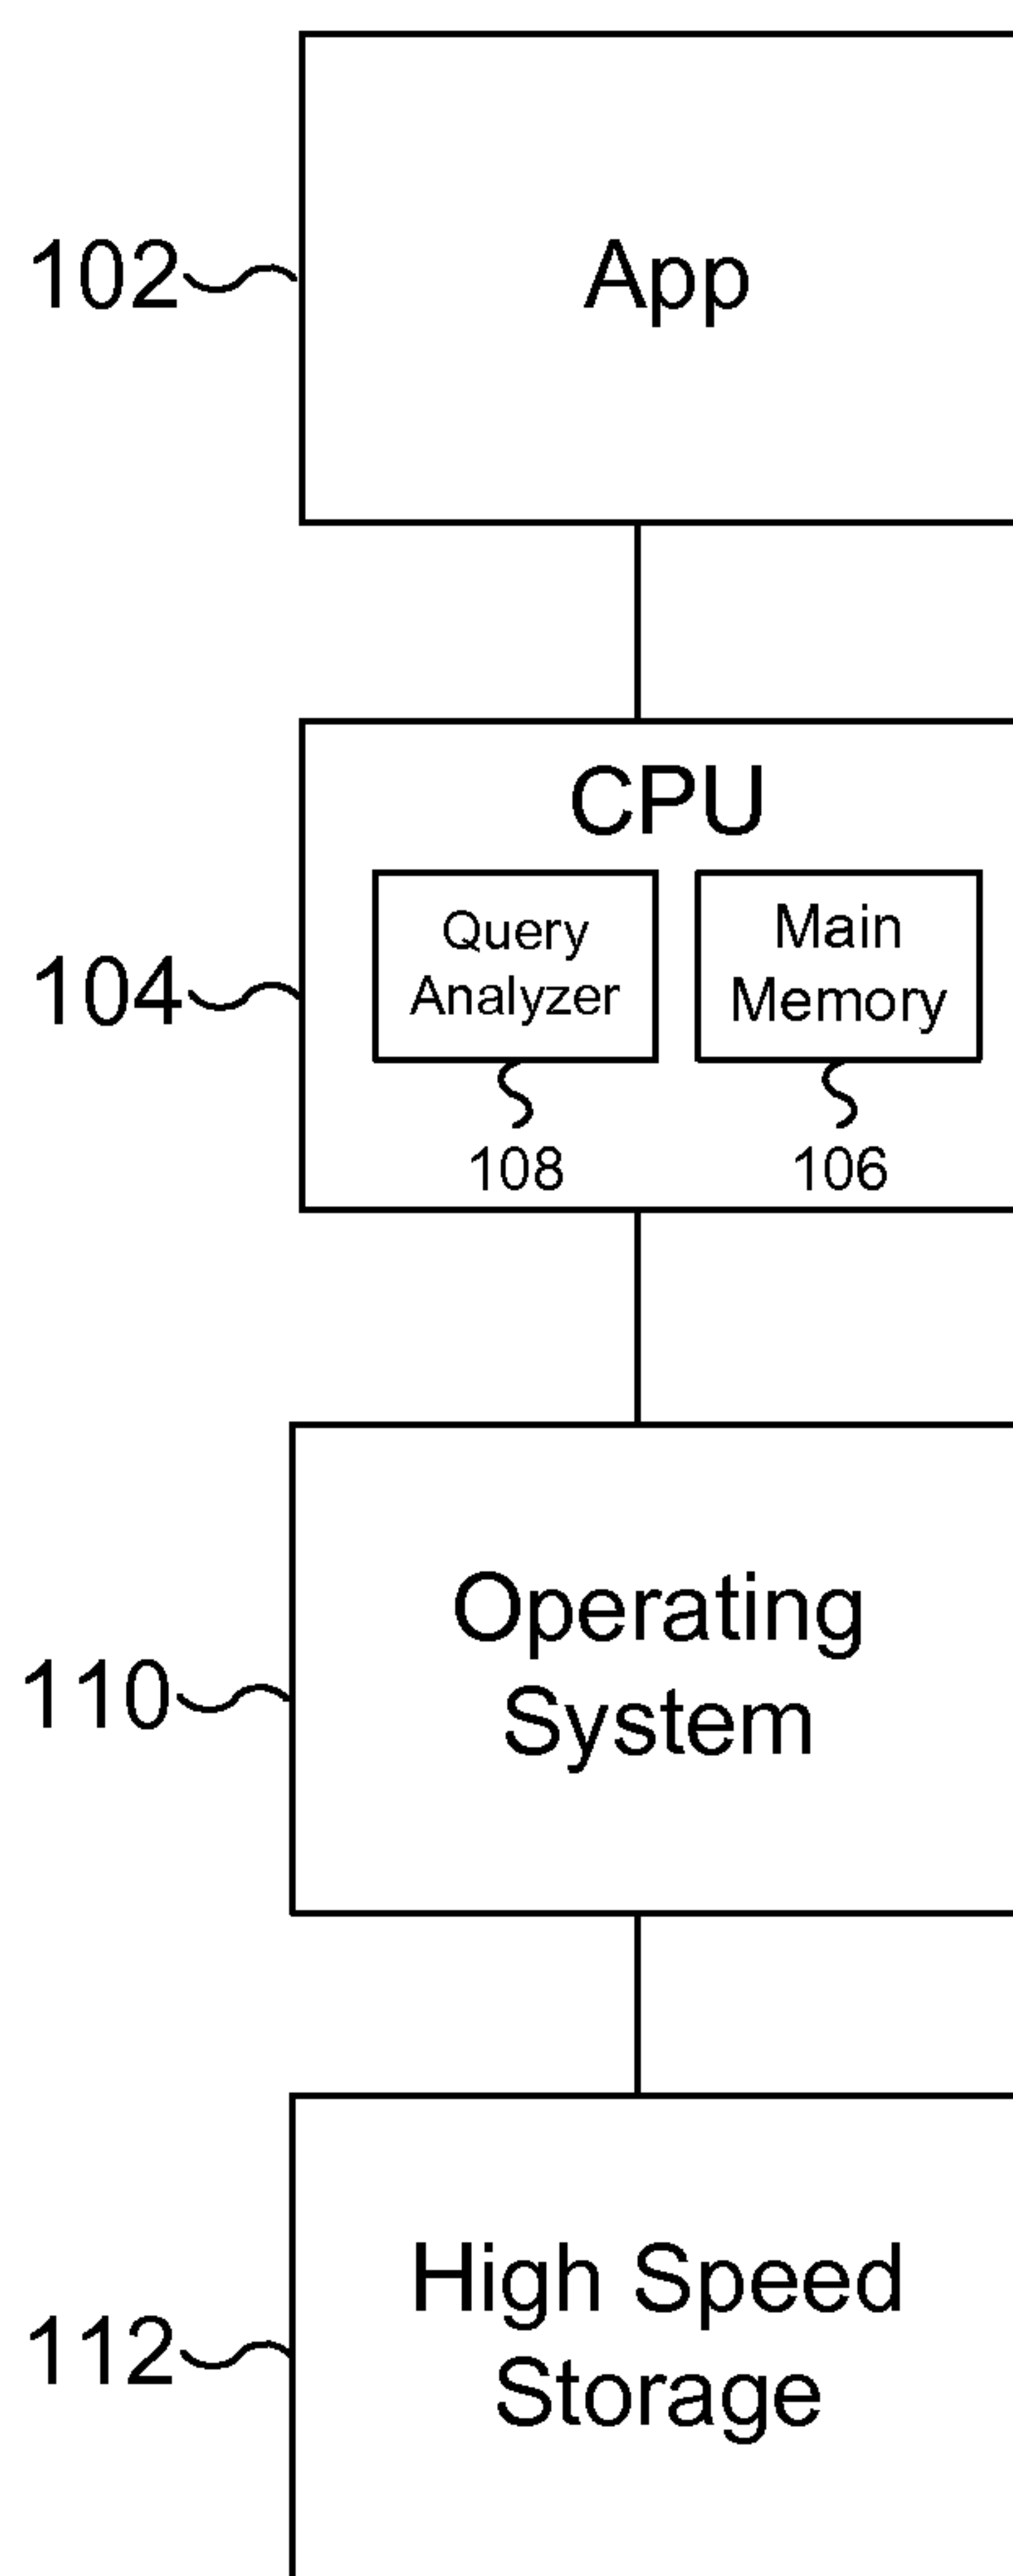 102
App
CPU
104
Query
Analyzer
Main
Memory
108
106
Operating
System
110
High Speed
Storage
112